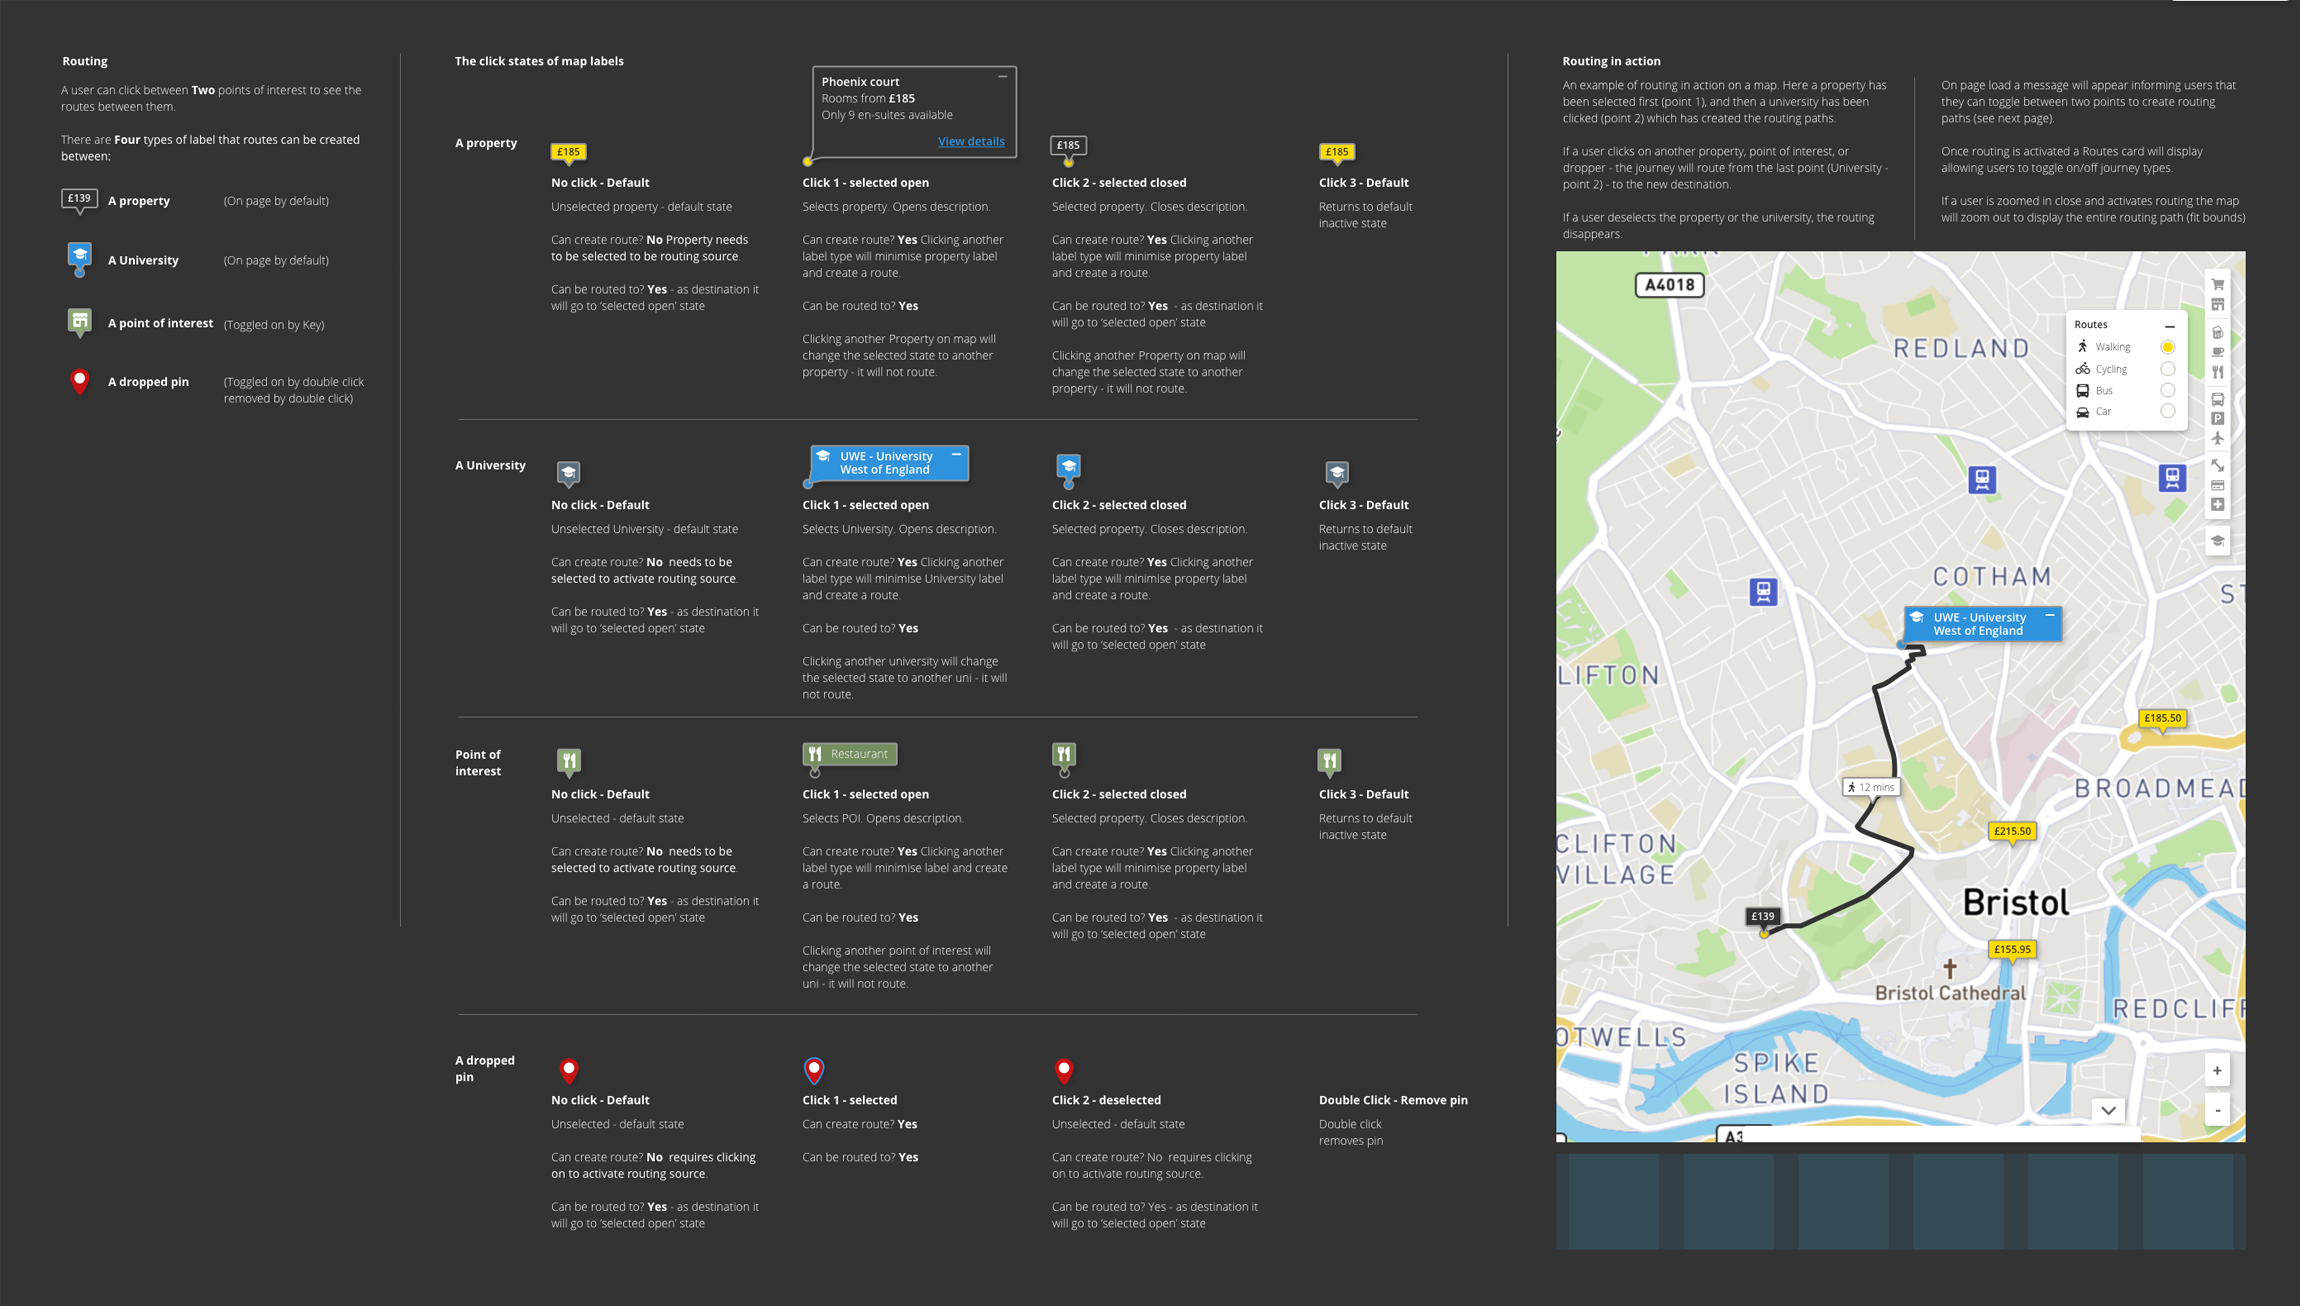 Routing
A user can click between Two points of interest to see the
routes between them.
There are Four types of label that routes can be created
between:
£139
A property
(On page by default)
A University
(On page by default)
A point of interest
(Toggled on by Key)
A dropped pin
(Toggled on by double click
removed by double click)
The click states of map labels
A property
£185
No click - Default
Unselected property - default state
Can create route? No Property needs
to be selected to be routing source.
Can be routed to? Yes - as destination it
will go to ‘selected open’ state
Phoenix court
Rooms from £185
Only 9 en-suites available
View details
Click 1 - selected open
Selects property. Opens description.
Can create route? Yes Clicking another
label type will minimise property label
and create a route.
Can be routed to? Yes
Clicking another Property on map will
change the selected state to another
property - it will not route.
£185
Click 2 - selected closed
Selected property. Closes description.
Can create route? Yes Clicking another
label type will minimise property label
and create a route.
Can be routed to? Yes - as destination it
will go to ‘selected open’ state
Clicking another Property on map will
change the selected state to another
property - it will not route.
£185
Click 3 - Default
Returns to default
inactive state
A University
No click - Default
Unselected University - default state
Can create route? No needs to be
selected to activate routing source.
Can be routed to? Yes - as destination it
will go to ‘selected open’ state
UWE - University
West of England
Click 1 - selected open
Selects University. Opens description.
Can create route? Yes Clicking another
label type will minimise University label
and create a route.
Can be routed to? Yes
Clicking another university will change
the selected state to another uni - it will
not route.
Click 2 - selected closed
Selected property. Closes description.
Can create route? Yes Clicking another
label type will minimise property label
and create a route.
Can be routed to? Yes - as destination it
will go to ‘selected open’ state
Click 3 - Default
Returns to default
inactive state
Point of
interest
No click - Default
Unselected - default state
Can create route? No needs to be
selected to activate routing source.
Can be routed to? Yes - as destination it
will go to ‘selected open’ state
Restaurant
Click 1 - selected open
Selects POI. Opens description.
Can create route? Yes Clicking another
label type will minimise label and create
a route.
Can be routed to? Yes
Clicking another point of interest will
change the selected state to another
uni - it will not route.
Click 2 - selected closed
Selected property. Closes description.
Can create route? Yes Clicking another
label type will minimise property label
and create a route.
Can be routed to? Yes - as destination it
will go to ‘selected open’ state
Click 3 - Default
Returns to default
inactive state
A dropped
pin
No click - Default
Unselected - default state
Can create route? No requires clicking
on to activate routing source.
Can be routed to? Yes - as destination it
will go to ‘selected open’ state
Click 1 - selected
Can create route? Yes
Can be routed to? Yes
Click 2 - deselected
Unselected - default state
Can create route? No requires clicking
on to activate routing source.
Can be routed to? Yes - as destination it
will go to ‘selected open’ state
Double Click - Remove pin
Double click
removes pin
Routing in action
An example of routing in action on a map. Here a property has
been selected first (point 1), and then a university has been
clicked (point 2) which has created the routing paths.
If a user clicks on another property, point of interest, or
dropper - the journey will route from the last point (University -
point 2) - to the new destination.
If a user deselects the property or the university, the routing
disappears.
On page load a message will appear informing users that
they can toggle between two points to create routing
paths (see next page).
Once routing is activated a Routes card will display
allowing users to toggle on/off journey types.
If a user is zoomed in close and activates routing the map
will zoom out to display the entire routing path (fit bounds)
PARK
A4018
REDLAND
Routes
Walking
Cycling
Bus
Car
P
COTHAM
ST
UWE - University
West of England
LIFTON
£185.50
12 mins
BROADMEA
£215.50
CLIFTON
VILLAGE
Bristol
£139
£155.95
Bristol Cathedral
REDCLIF
OTWELLS
SPIKE
ISLAND
+
-
A3